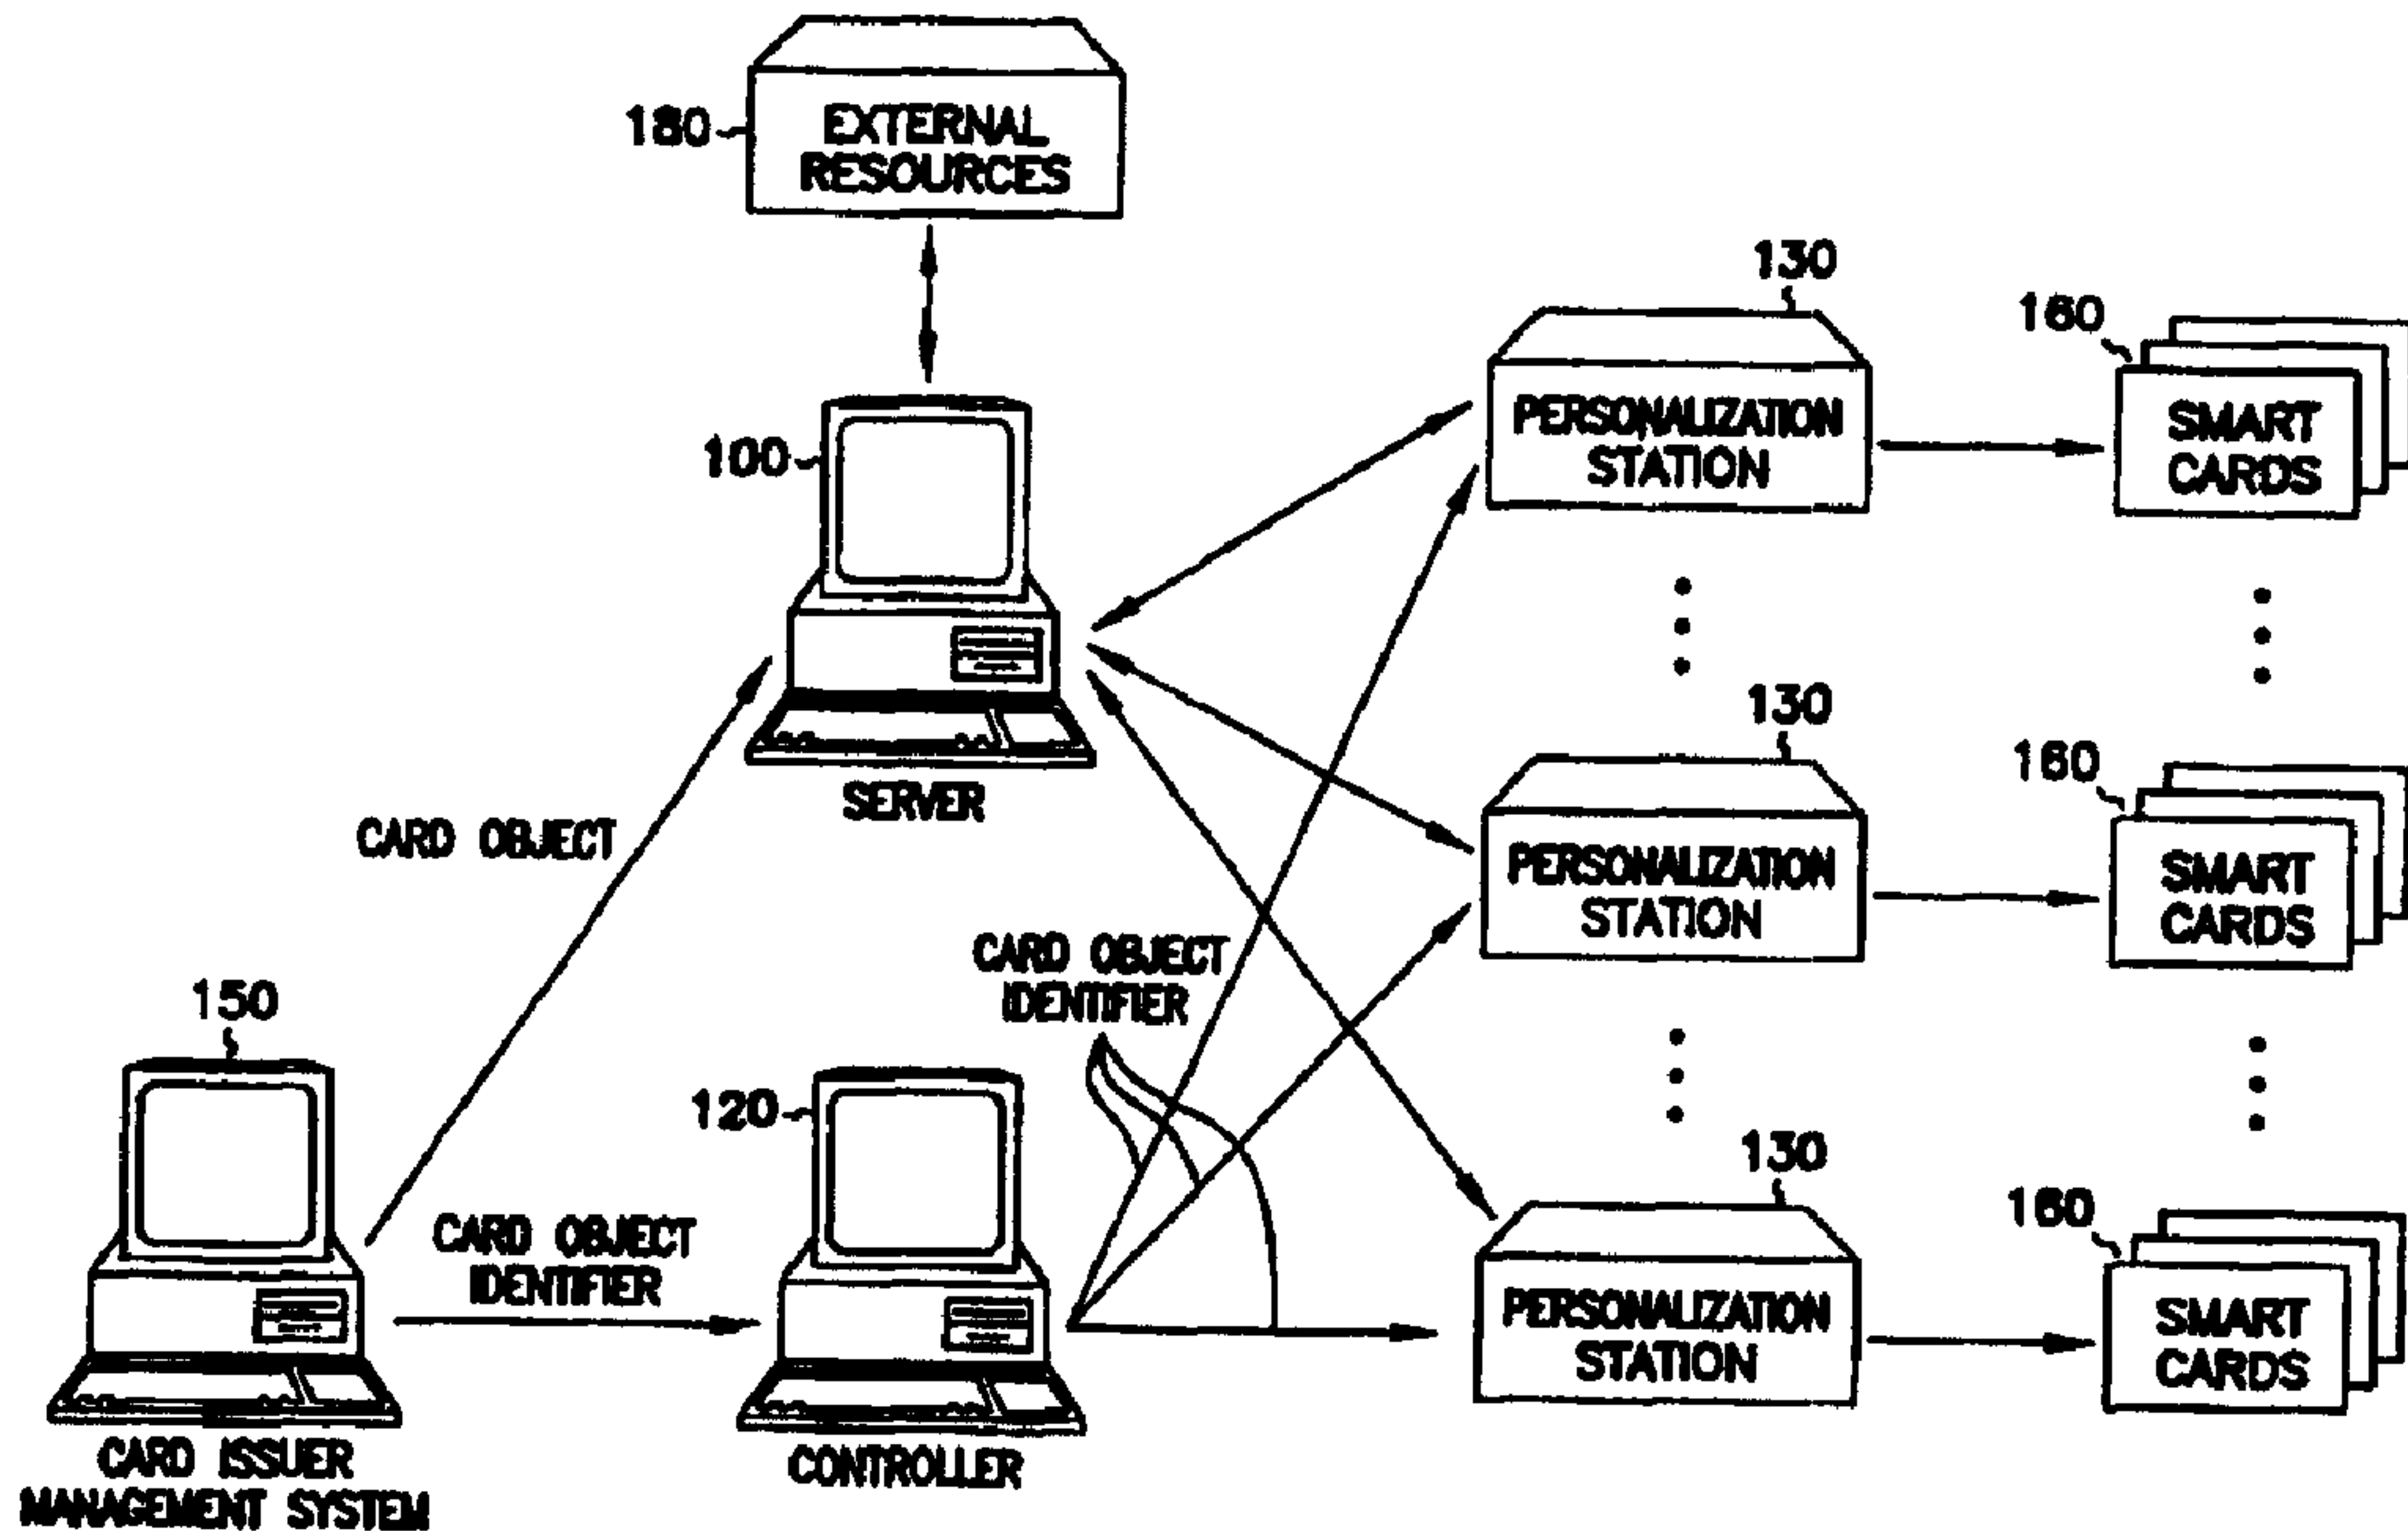 180
EXTERNAL
RESOURCES
130
160
PERSONALIZATION
STATION
SMART
CARDS
100
SERVER
130
160
PERSONALIZATION
STATION
SMART
CARDS
CARD OBJECT
CARD OBJECT
IDENTIFIER
150
120
130
160
CARD OBJECT
IDENTIFIER
PERSONALIZATION
STATION
SMART
CARDS
CARD ISSUER
MANAGEMENT SYSTEM
CONTROLLER